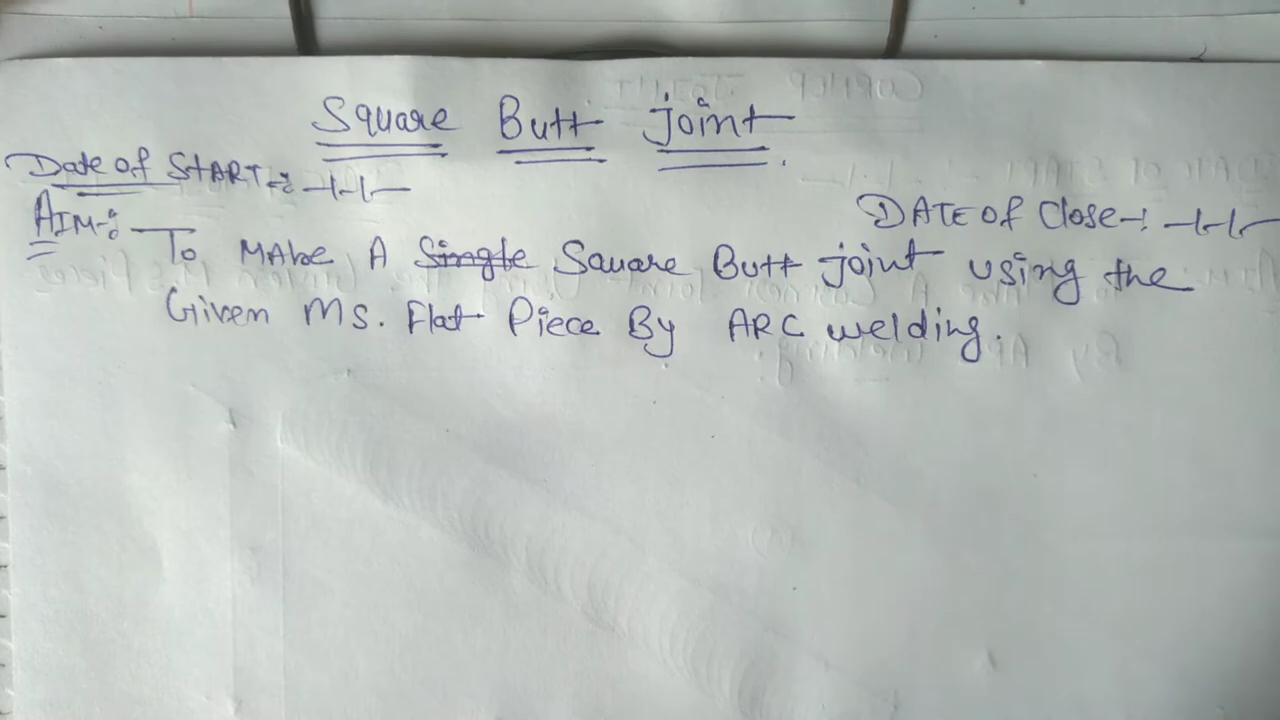 Square Butt joint.
Date of START-: -/-/-
DATE OF Close-: -/-/-
AIM-:- To MAke A Single Square Butt joint using the
Given MS. Flat Piece By ARC welding.